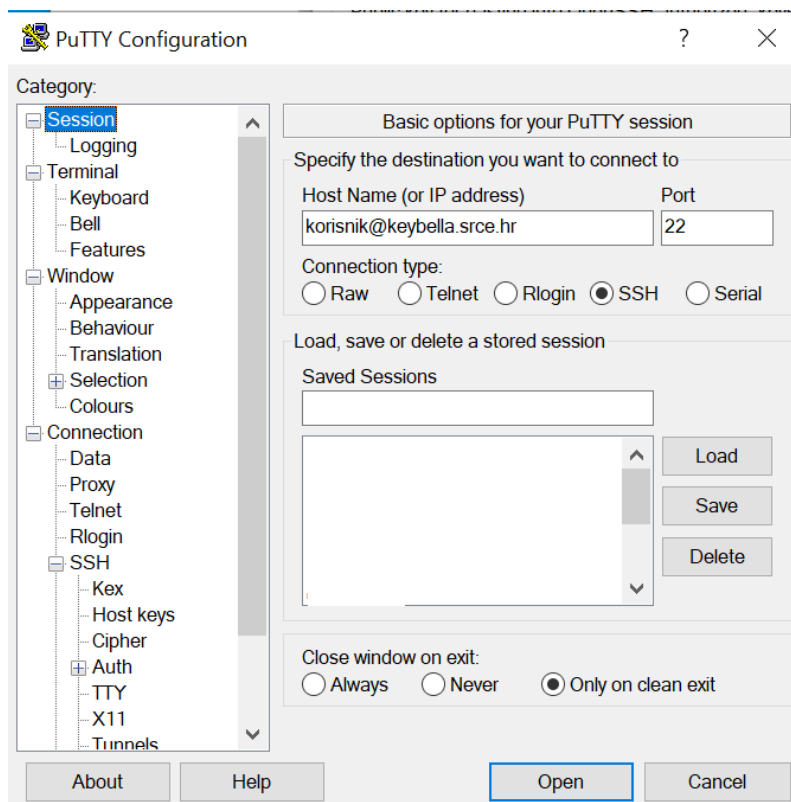 PuTTY Configuration
?
Category:
Session
Logging
Terminal
Keyboard
Bell
Features
Window
Appearance
Behaviour
Translation
Selection
Colours
Connection
Data
Proxy
Telnet
Rlogin
SSH
Kex
Host keys
Cipher
Auth
TTY
X11
Tunnels
Basic options for your PuTTY session
Specify the destination you want to connect to
Host Name (or IP address) Port
korisnik@keybella.srce.hr 22
Connection type:
Raw Telnet Rlogin SSH Serial
Load, save or delete a stored session
Saved Sessions
Load
Save
Delete
Close window on exit:
Always Never Only on clean exit
About Help Open Cancel